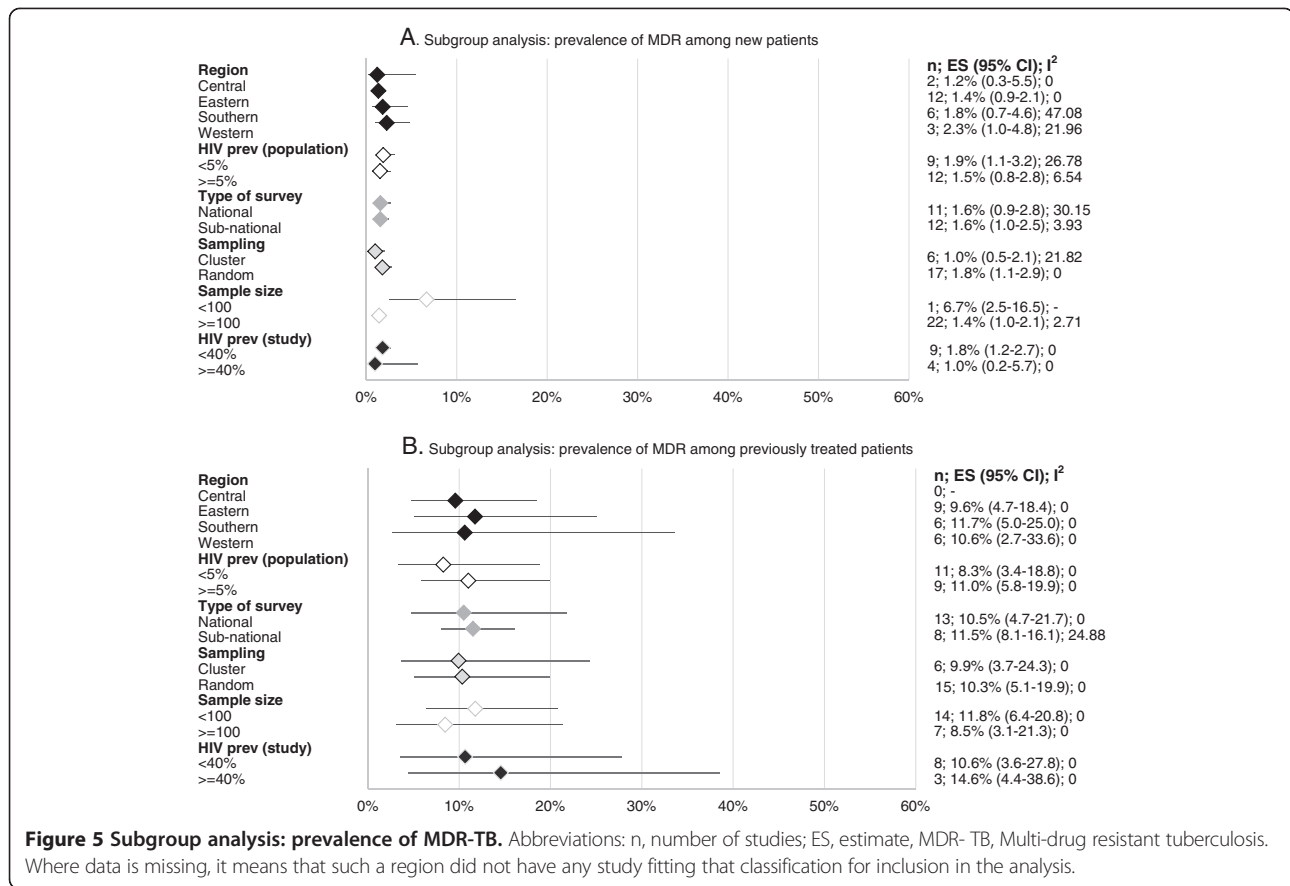 A. Subgroup analysis: prevalence of MDR among new patients
n; ES (95% CI); I²
Region
Central 2; 1.2% (0.3-5.5); 0
Eastern 12; 1.4% (0.9-2.1); 0
Southern 6; 1.8% (0.7-4.6); 47.08
Western 3; 2.3% (1.0-4.8); 21.96
HIV prev (population)
<5% 9; 1.9% (1.1-3.2); 26.78
>=5% 12; 1.5% (0.8-2.8); 6.54
Type of survey
National 11; 1.6% (0.9-2.8); 30.15
Sub-national 12; 1.6% (1.0-2.5); 3.93
Sampling
Cluster 6; 1.0% (0.5-2.1); 21.82
Random 17; 1.8% (1.1-2.9); 0
Sample size
<100 1; 6.7% (2.5-16.5); -
>=100 22; 1.4% (1.0-2.1); 2.71
HIV prev (study)
<40% 9; 1.8% (1.2-2.7); 0
>=40% 4; 1.0% (0.2-5.7); 0
0% 10% 20% 30% 40% 50% 60%
B. Subgroup analysis: prevalence of MDR among previously treated patients
n; ES (95% CI); I²
Region
Central 0; -
Eastern 9; 9.6% (4.7-18.4); 0
Southern 6; 11.7% (5.0-25.0); 0
Western 6; 10.6% (2.7-33.6); 0
HIV prev (population)
<5% 11; 8.3% (3.4-18.8); 0
>=5% 9; 11.0% (5.8-19.9); 0
Type of survey
National 13; 10.5% (4.7-21.7); 0
Sub-national 8; 11.5% (8.1-16.1); 24.88
Sampling
Cluster 6; 9.9% (3.7-24.3); 0
Random 15; 10.3% (5.1-19.9); 0
Sample size
<100 14; 11.8% (6.4-20.8); 0
>=100 7; 8.5% (3.1-21.3); 0
HIV prev (study)
<40% 8; 10.6% (3.6-27.8); 0
>=40% 3; 14.6% (4.4-38.6); 0
0% 10% 20% 30% 40% 50% 60%
Figure 5 Subgroup analysis: prevalence of MDR-TB. Abbreviations: n, number of studies; ES, estimate, MDR- TB, Multi-drug resistant tuberculosis.
Where data is missing, it means that such a region did not have any study fitting that classification for inclusion in the analysis.